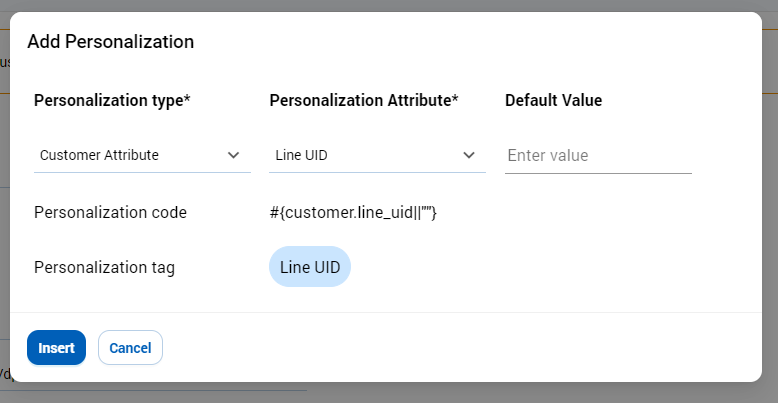 Add Personalization
Personalization type* Personalization Attribute* Default Value
Customer Attribute Line UID Enter value
Personalization code #{customer.line_uid||""}
Personalization tag Line UID
Insert Cancel